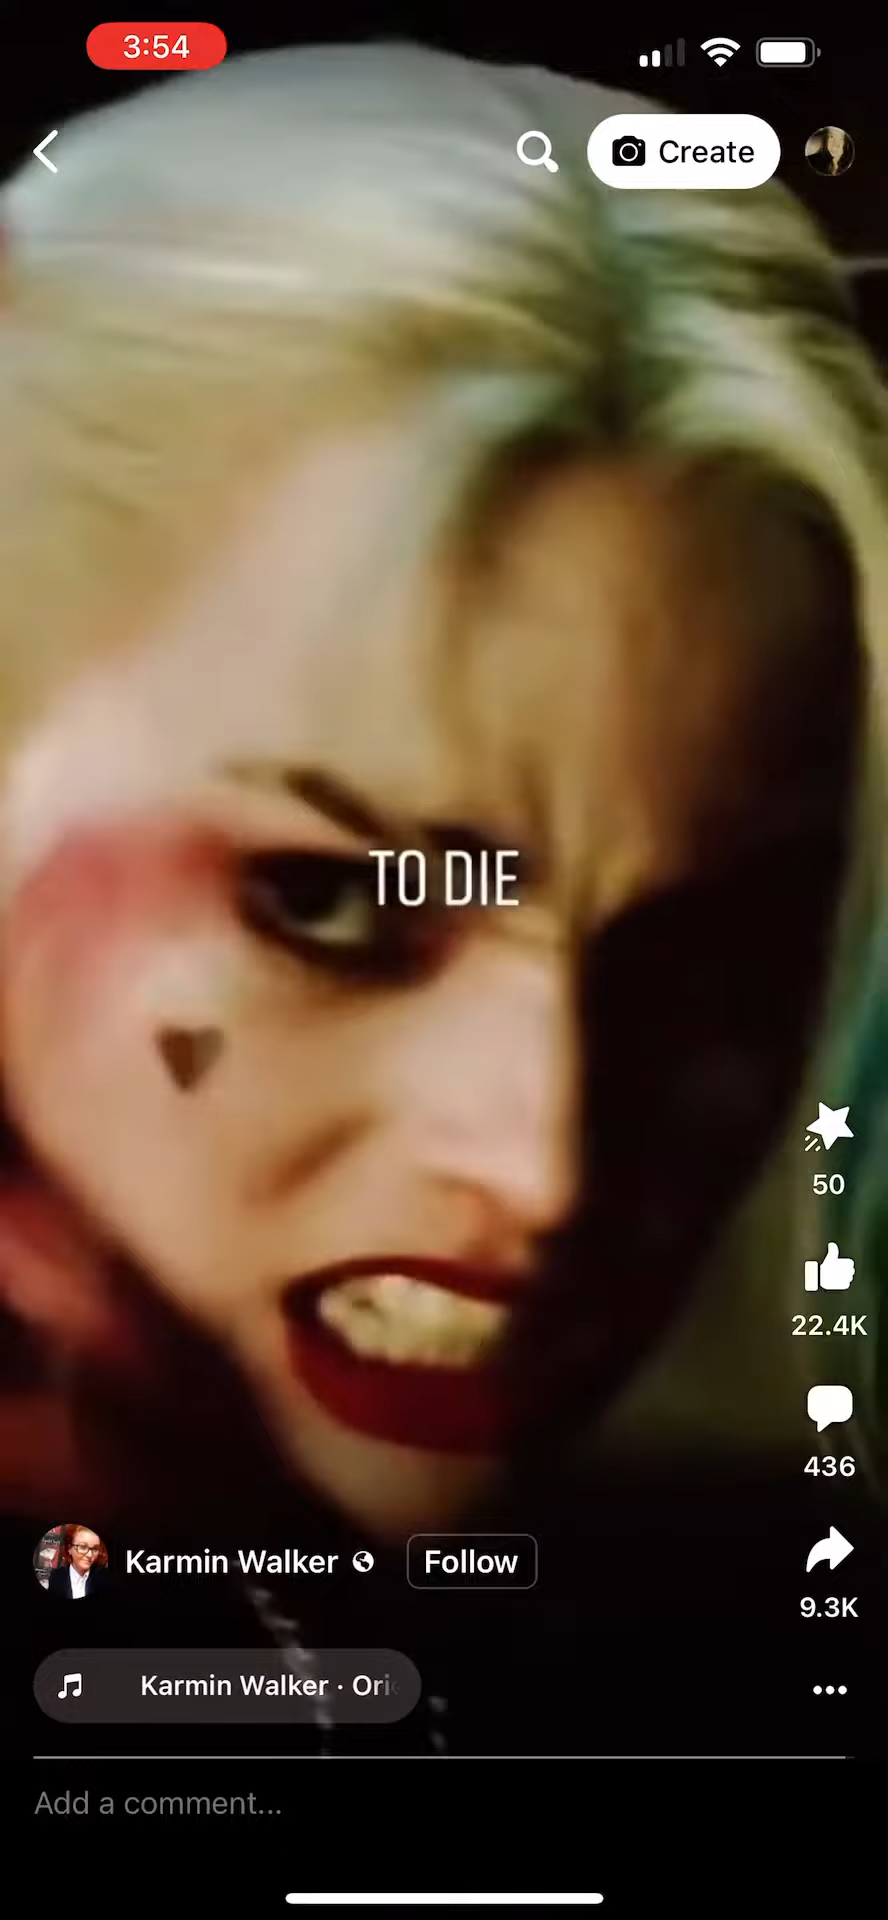 3:54
Create
TO DIE
50
22.4K
436
Karmin Walker
Follow
9.3K
Karmin Walker · Ori
Add a comment...